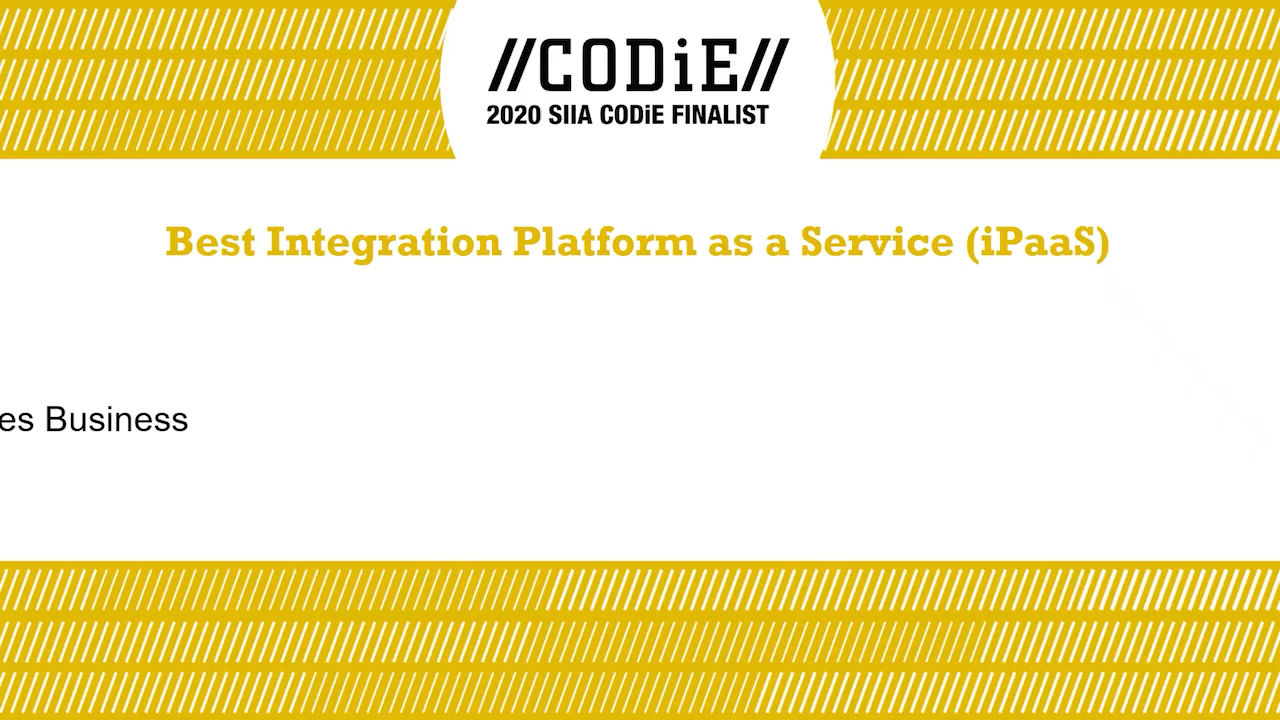 //CODiE//
2020 SIIA CODiE FINALIST
Best Integration Platform as a Service (iPaaS)
es Business